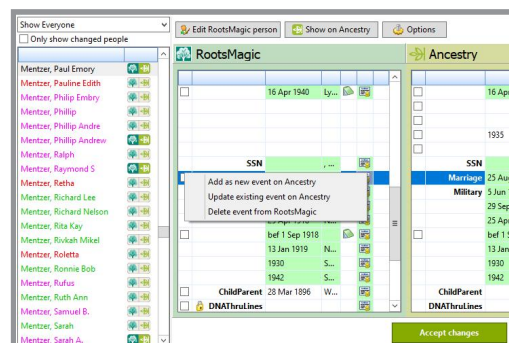 Show Everyone
Only show changed people
Edit RootsMagic person
Show on Ancestry
Options
RootsMagic
Ancestry
Mentzer, Paul Emory
Mentzer, Pauline Edith
Mentzer, Philip Embry
Mentzer, Phillip
Mentzer, Philip Andre
Mentzer, Philip Andrew
Mentzer, Ralph
Mentzer, Raymond S
Mentzer, Retha
Mentzer, Richard Lee
Mentzer, Richard Nelson
Mentzer, Rita Kay
Mentzer, Rivkah Mikel
Mentzer, Roletta
Mentzer, Ronnie Bob
Mentzer, Rufus
Mentzer, Ruth Ann
Mentzer, Samuel B.
Mentzer, Sarah
Mentzer, Sarah A.
16 Apr 1940 Ly...
SSN , ...
Add as new event on Ancestry
Update existing event on Ancestry
Delete event from RootsMagic
bef 1 Sep 1918
13 Jan 1919 N...
1930 S...
1942 S...
ChildParent 28 Mar 1896 W...
DNAThruLines
16 Ap
1935
SSN
Marriage 25 Au
Military 5 Jun
29 Sep
25 Ap
bef 1 S
13 Jan
1930
1942
ChildParent
DNAThruLines
Accept changes